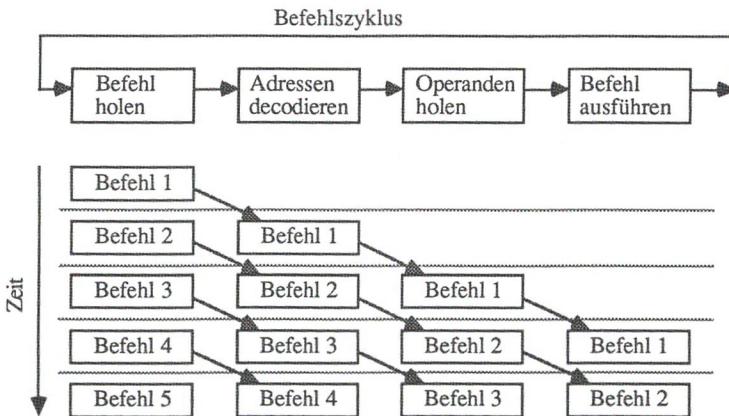 Befehlszyklus
Befehl holen
Adressen decodieren
Operanden holen
Befehl ausführen
Zeit
Befehl 1
Befehl 2 Befehl 1
Befehl 3 Befehl 2 Befehl 1
Befehl 4 Befehl 3 Befehl 2 Befehl 1
Befehl 5 Befehl 4 Befehl 3 Befehl 2